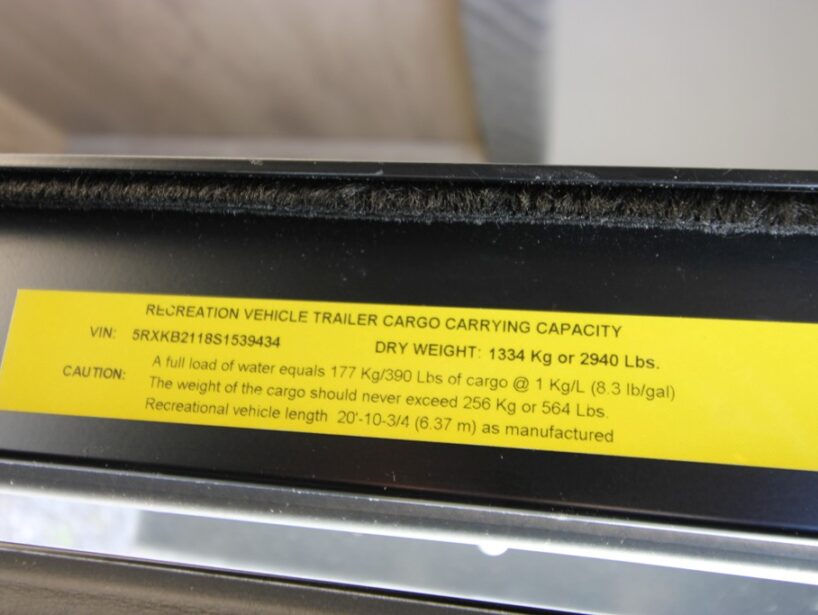 RECREATION VEHICLE TRAILER CARGO CARRYING CAPACITY
VIN: 5RXKB2118S1539434 DRY WEIGHT: 1334 Kg or 2940 Lbs.
CAUTION: A full load of water equals 177 Kg/390 Lbs of cargo @ 1 Kg/L (8.3 lb/gal)
The weight of the cargo should never exceed 256 Kg or 564 Lbs.
Recreational vehicle length 20'-10-3/4 (6.37 m) as manufactured